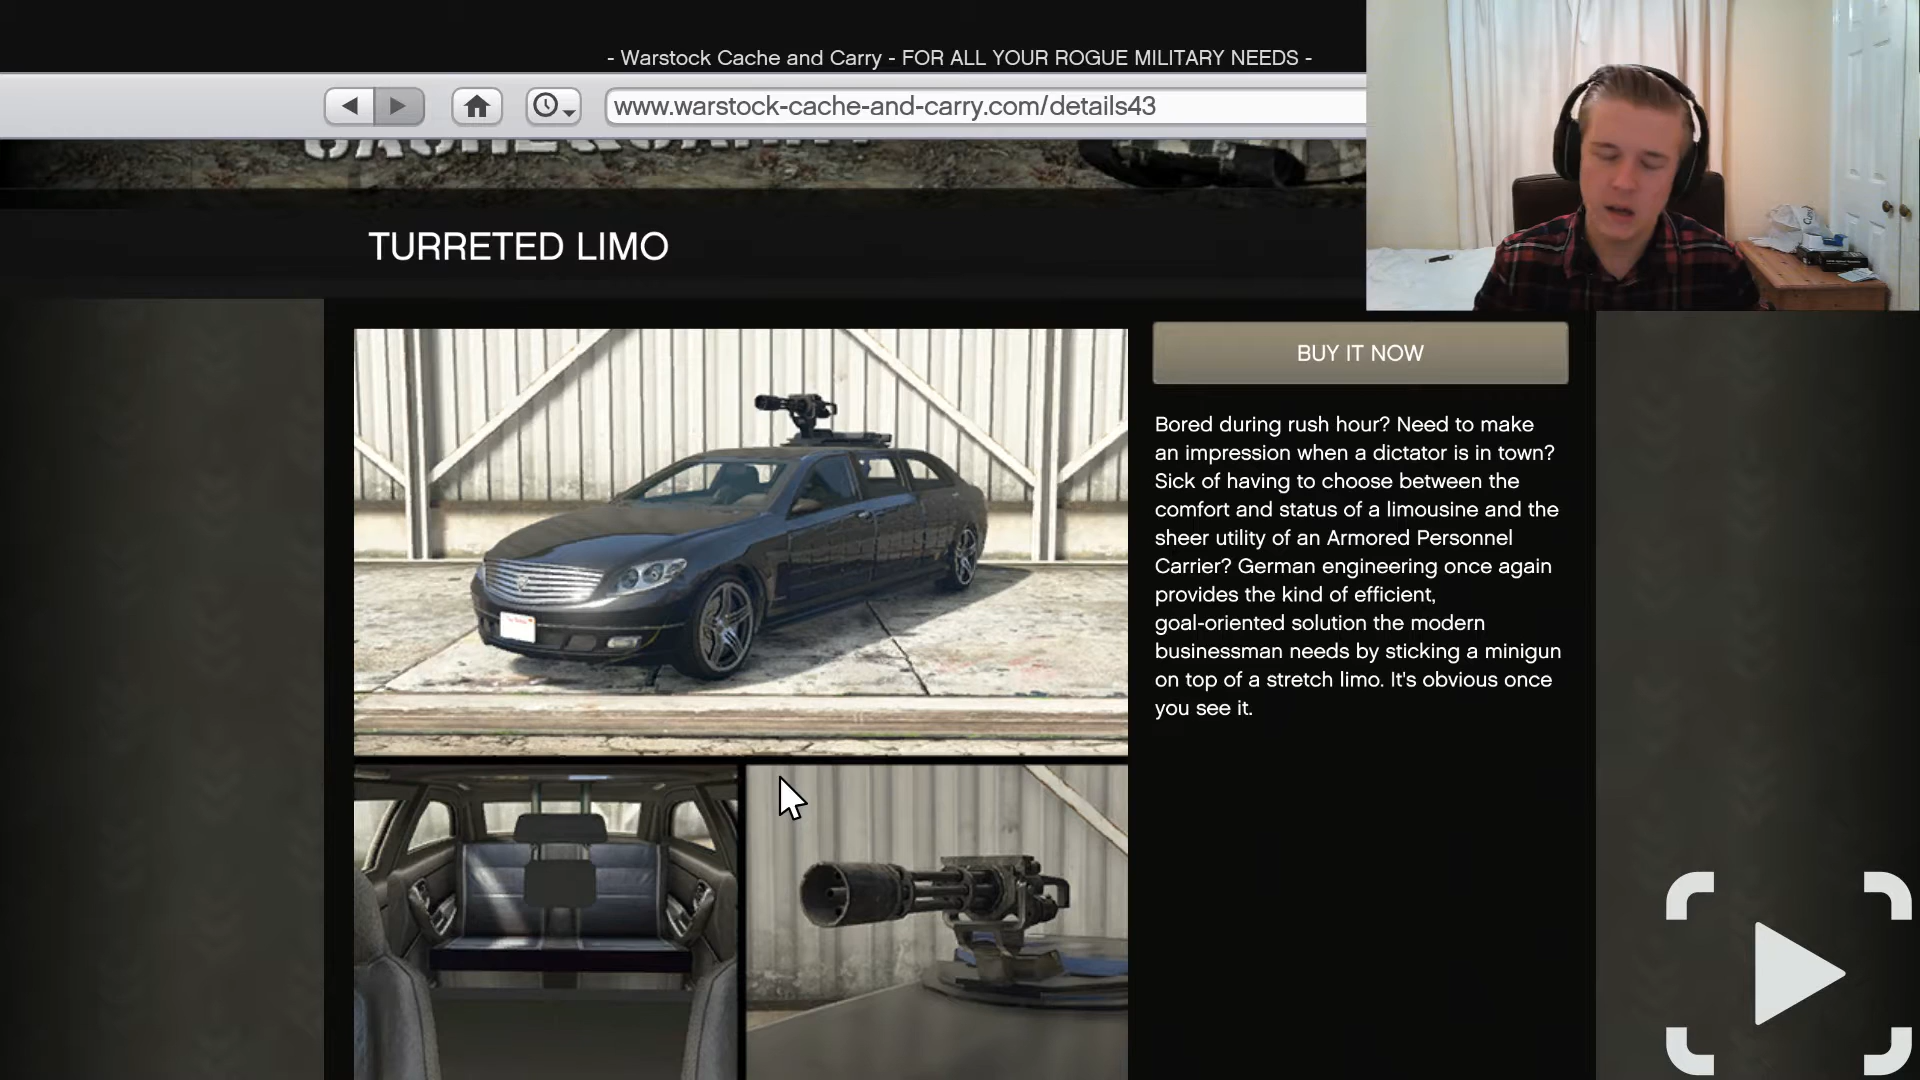 - Warstock Cache and Carry - FOR ALL YOUR ROGUE MILITARY NEEDS -
www.warstock-cache-and-carry.com/details43
CACHE & CARRY
TURRETED LIMO
BUY IT NOW
Bored during rush hour? Need to make
an impression when a dictator is in town?
Sick of having to choose between the
comfort and status of a limousine and the
sheer utility of an Armored Personnel
Carrier? German engineering once again
provides the kind of efficient,
goal-oriented solution the modern
businessman needs by sticking a minigun
on top of a stretch limo. It's obvious once
you see it.